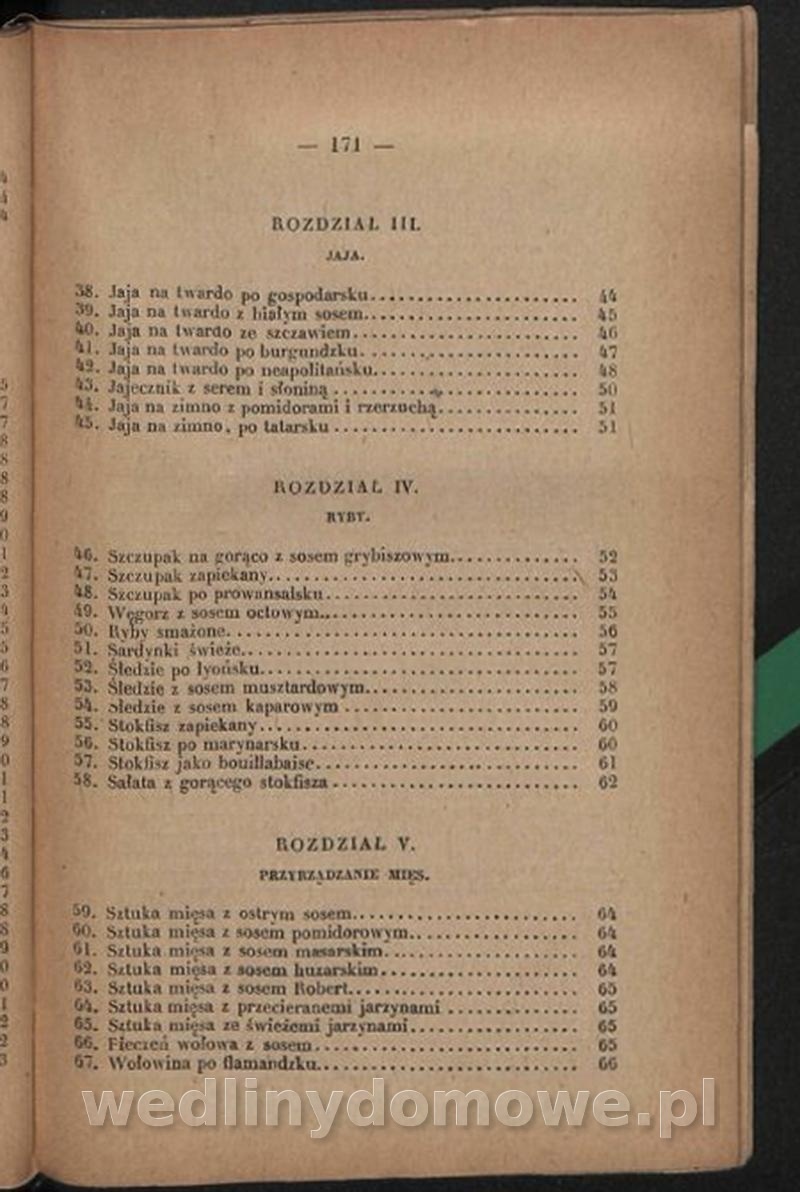 — 171 —
ROZDZIAŁ III.
JAJA.
38. Jaja na twardo po gospodarsku........................ 44
39. Jaja na twardo z białym sosem........................ 45
40. Jaja na twardo ze szczawiem........................ 46
41. Jaja na twardo po burgundzku........................ 47
42. Jaja na twardo po neapolitańsku........................ 48
43. Jajecznik z serem i słoniną........................ 50
44. Jaja na zimno z pomidorami i rzerzuchą................ 51
45. Jaja na zimno, po tatarsku........................ 51
ROZDZIAŁ IV.
RYBY.
46. Szczupak na gorąco z sosem grybiszowym.............. 52
47. Szczupak zapiekany........................ 53
48. Szczupak po prowansalsku........................ 54
49. Węgorz z sosem octowym........................ 55
50. Ryby smażone........................ 56
51. Sardynki świeże........................ 57
52. Śledzie po lyońsku........................ 57
53. Śledzie z sosem musztardowym........................ 58
54. Śledzie z sosem kaparowym........................ 59
55. Stokfisz zapiekany........................ 60
56. Stokfisz po marynarsku........................ 60
57. Stokfisz jako bouillabaise........................ 61
58. Sałata z gorącego stokfisza........................ 62
ROZDZIAŁ V.
PRZYRZĄDZANIE MIĘS.
59. Sztuka mięsa z ostrym sosem........................ 64
60. Sztuka mięsa z sosem pomidorowym.................. 64
61. Sztuka mięsa z sosem masarskim..................... 64
62. Sztuka mięsa z sosem huzarskim..................... 64
63. Sztuka mięsa z sosem Robert........................ 65
64. Sztuka mięsa z przecieranemi jarzynami .............. 65
65. Sztuka mięsa ze świeżemi jarzynami.................. 65
66. Pieczeń wołowa z sosem........................ 65
67. Wołowina po flamandzku........................ 66
wedlinydomowe.pl